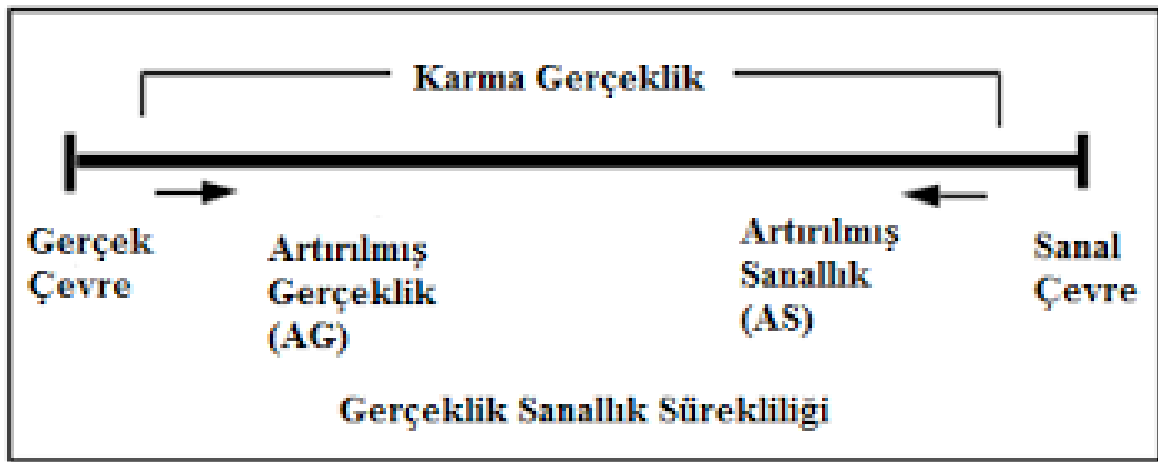 Karma Gerçeklik
Gerçek
Çevre
Artırılmış
Gerçeklik
(AG)
Artırılmış
Sanallık
(AS)
Sanal
Çevre
Gerçeklik Sanallık Sürekliliği